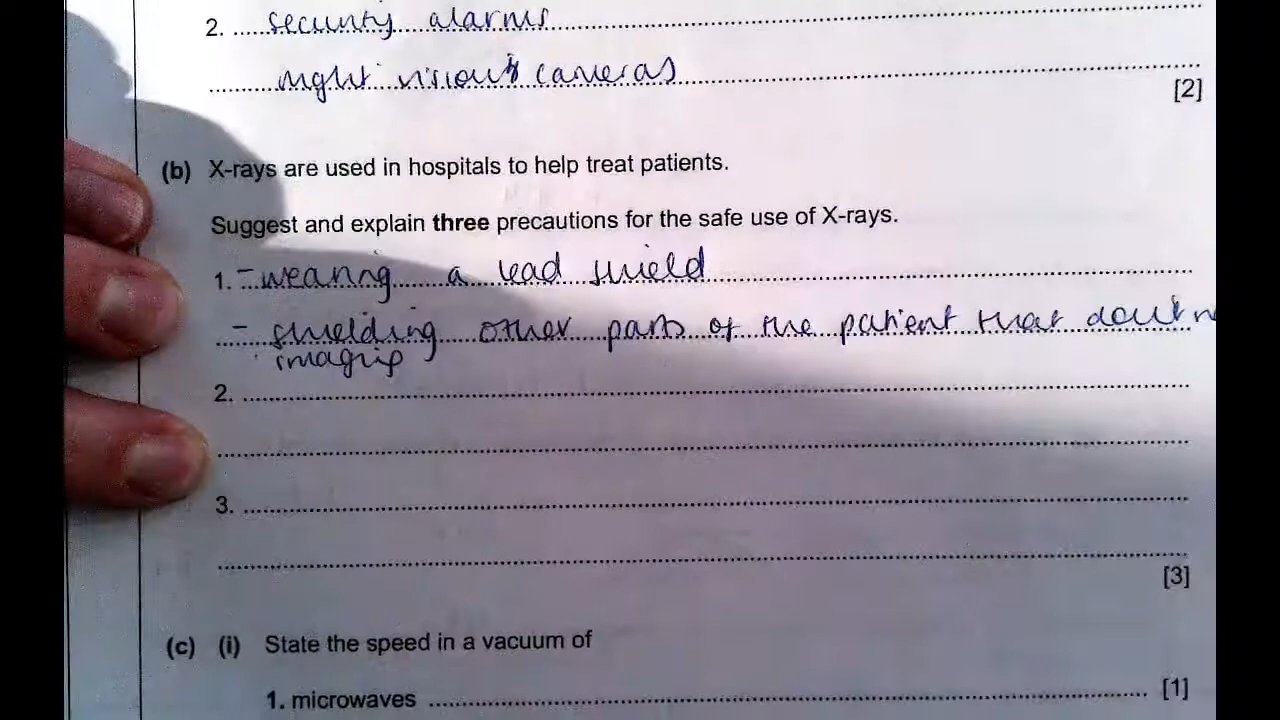 2. security alarms
night vision cameras
[2]
(b) X-rays are used in hospitals to help treat patients.
Suggest and explain three precautions for the safe use of X-rays.
1. - wearing a lead shield
- shielding other parts of the patient that don't n
imaging
2.
3.
[3]
(c) (i) State the speed in a vacuum of
1. microwaves [1]